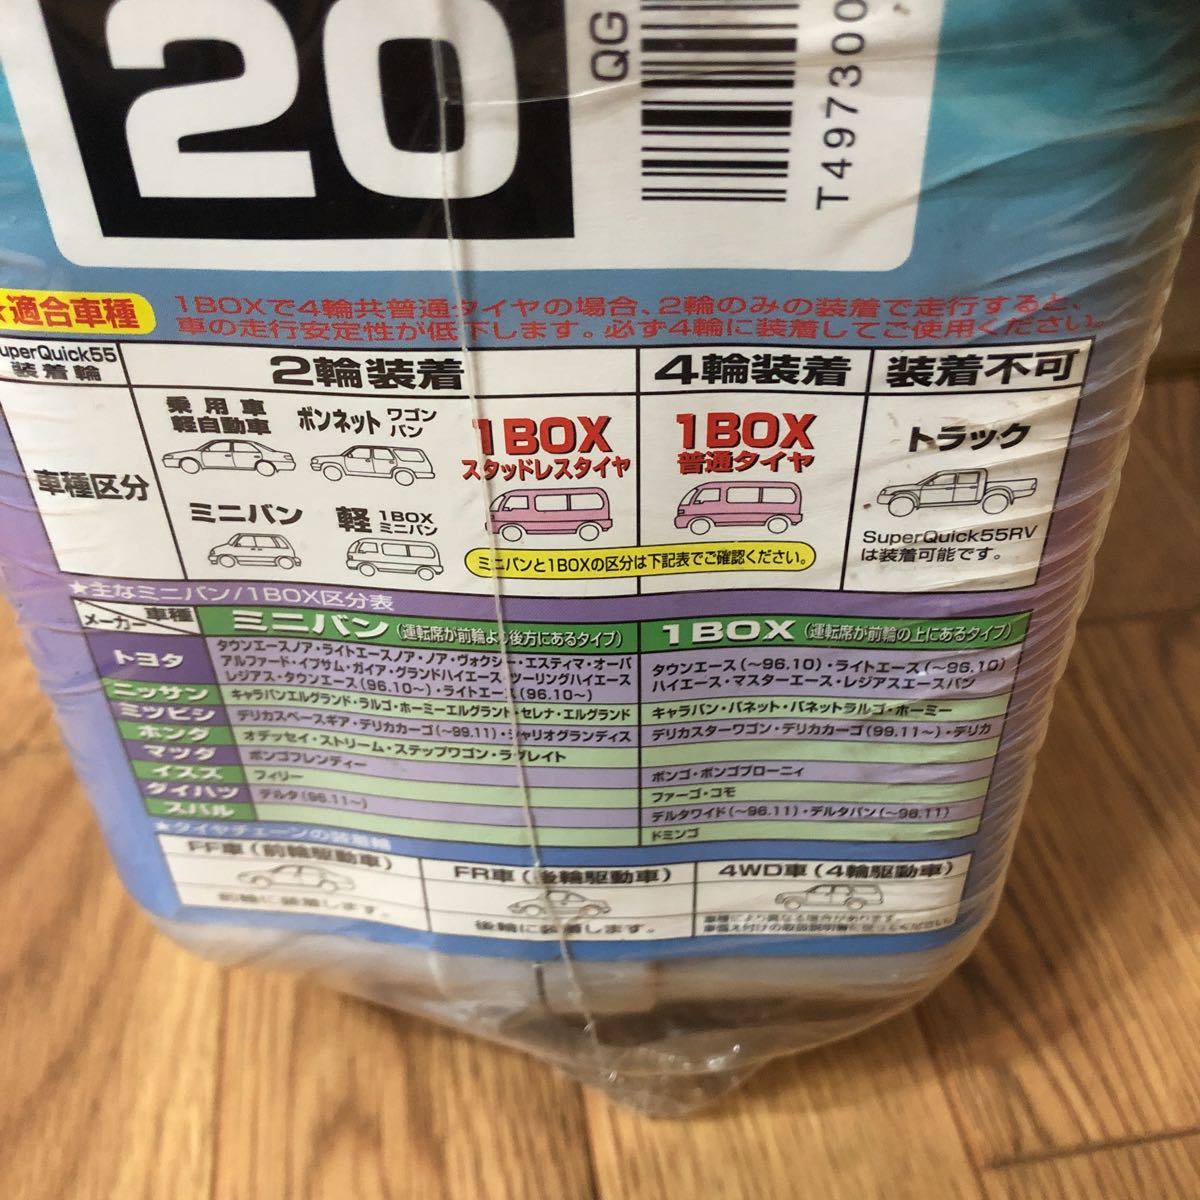 20
QG
T497300
適合車種
1BOXで4輪共普通タイヤの場合、2輪のみの装着で走行すると、
車の走行安定性が低下します。必ず4輪に装着してご使用ください。
uperQuick55
装着輪
2輪装着
4輪装着
装着不可
車種区分
乗用車
軽自動車
ボンネット ワゴン
バン
1BOX
スタッドレスタイヤ
1BOX
普通タイヤ
トラック
ミニバン
軽 1BOX
ミニバン
SuperQuick55RV
は装着可能です。
ミニバンと1BOXの区分は下記表でご確認ください。
★主なミニバン/1BOX区分表
メーカー 車種
ミニバン(運転席が前輪より後方にあるタイプ)
1BOX(運転席が前輪の上にあるタイプ)
トヨタ
タウンエースノア・ライトエースノア・ノア・ヴォクシー・エスティマ・オーパ
アルファード・イプサム・ガイア・グランドハイエース・ツーリングハイエース
レジアス・タウンエース(96.10～)・ライトエース(96.10～)
タウンエース(～96.10)・ライトエース(～96.10)
ハイエース・マスターエース・レジアスエースバン
ニッサン
キャラバンエルグランド・ラルゴ・ホーミーエルグランド・セレナ・エルグランド
キャラバン・バネット・バネットラルゴ・ホーミー
ミツビシ
デリカスペースギア・デリカカーゴ(～99.11)・シャリオグランディス
デリカスターワゴン・デリカカーゴ(99.11～)・デリカ
ホンダ
オデッセイ・ストリーム・ステップワゴン・ラグレイト
マツダ
ボンゴフレンディー
ボンゴ・ボンゴブローニィ
イスズ
フィリー
ファーゴ・コモ
ダイハツ
デルタ(96.11～)
デルタワイド(～96.11)・デルタバン(～98.11)
スバル
ドミンゴ
★タイヤチェーンの装着輪
FF車(前輪駆動車)
FR車(後輪駆動車)
4WD車(4輪駆動車)
前輪に装着します。
後輪に装着します。
車種により異なる場合があります。